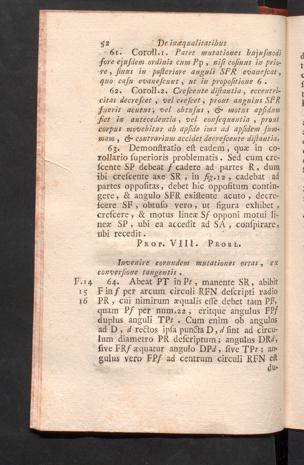 52 De inæqualitatibus
61. Coroll.1. Paret mutationes hujusmodi
fore ejusdem ordinis cum Pp, nisi cosinus in prio-
re, sinus in posteriore anguli SFR evanescat,
quo casu evanescunt, ut in propositione 6.
62. Coroll.2. Crescente distantia, eccentri-
citas decrescet, vel crescet, prout angulus SFR
fuerit acutus, vel obtusus, & motus apsidum
fiet in antecedentia, vel consequentia, prout
corpus movebitur ab apside ima ad apsidem sum-
mam, & contrarium accidet decrescente distantia.
63. Demonstratio est eadem, quæ in co-
rollario superioris problematis. Sed cum cre-
scente SP debeat f cadere ad partes R, dum
ibi crescente axe SR, in fig.12, cadebat ad
partes oppositas, debet hic oppositum contin-
gere, & angulo SFR existente acuto, decre-
scere SF, obtuso vero, ut figura exhibet,
crescere, & motus lineæ Sf opponi motui li-
neæ SP, ubi ea accedit ad SA, conspirare,
ubi recedit.
PROP. VIII. PROBL.
Invenire eorundem mutationes ortas, ex
conversione tangentis.
F.14 64. Abeat PT in Pt, manente SR, abibit
15 F in f per arcum circuli RFN descripti radio
16 PR, cui nimirum æqualis esse debet tam PF,
quam Pf per num.22, eritque angulus FPf
duplus anguli TPt. Cum enim ob angulos
ad D, d rectos ipsa puncta D, d sint ad circu-
lum diametro PR descriptum; angulus DRd,
sive FRf æquatur angulo DPd, sive TPt; an-
gulus vero FPf ad centrum circuli RFN est
du-